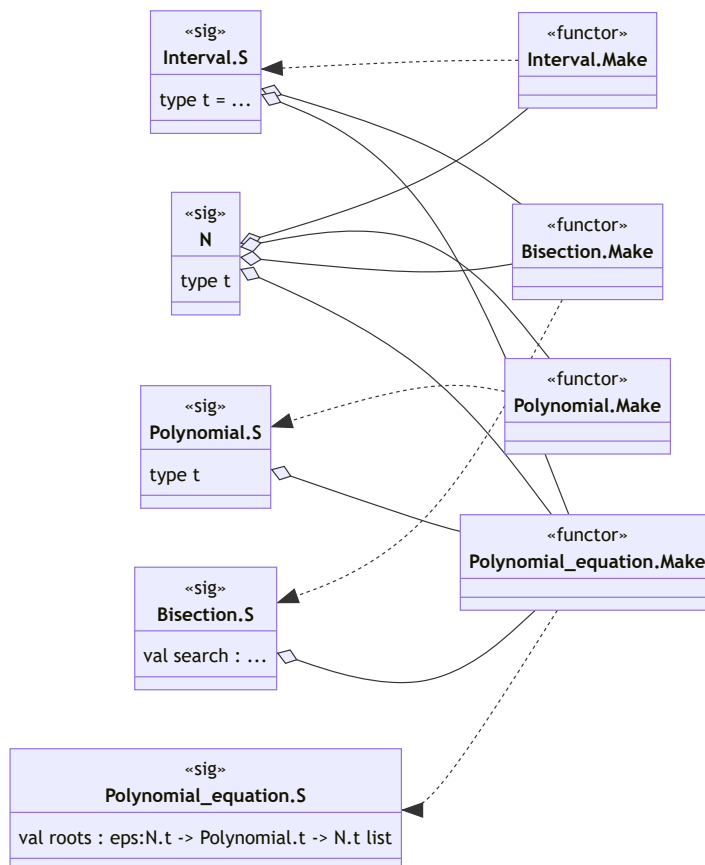 «sig»
Interval.S
type t = ...
«functor»
Interval.Make
«sig»
N
type t
«functor»
Bisection.Make
«sig»
Polynomial.S
type t
«functor»
Polynomial.Make
«functor»
Polynomial_equation.Make
«sig»
Bisection.S
val search : ...
«sig»
Polynomial_equation.S
val roots : eps:N.t -> Polynomial.t -> N.t list